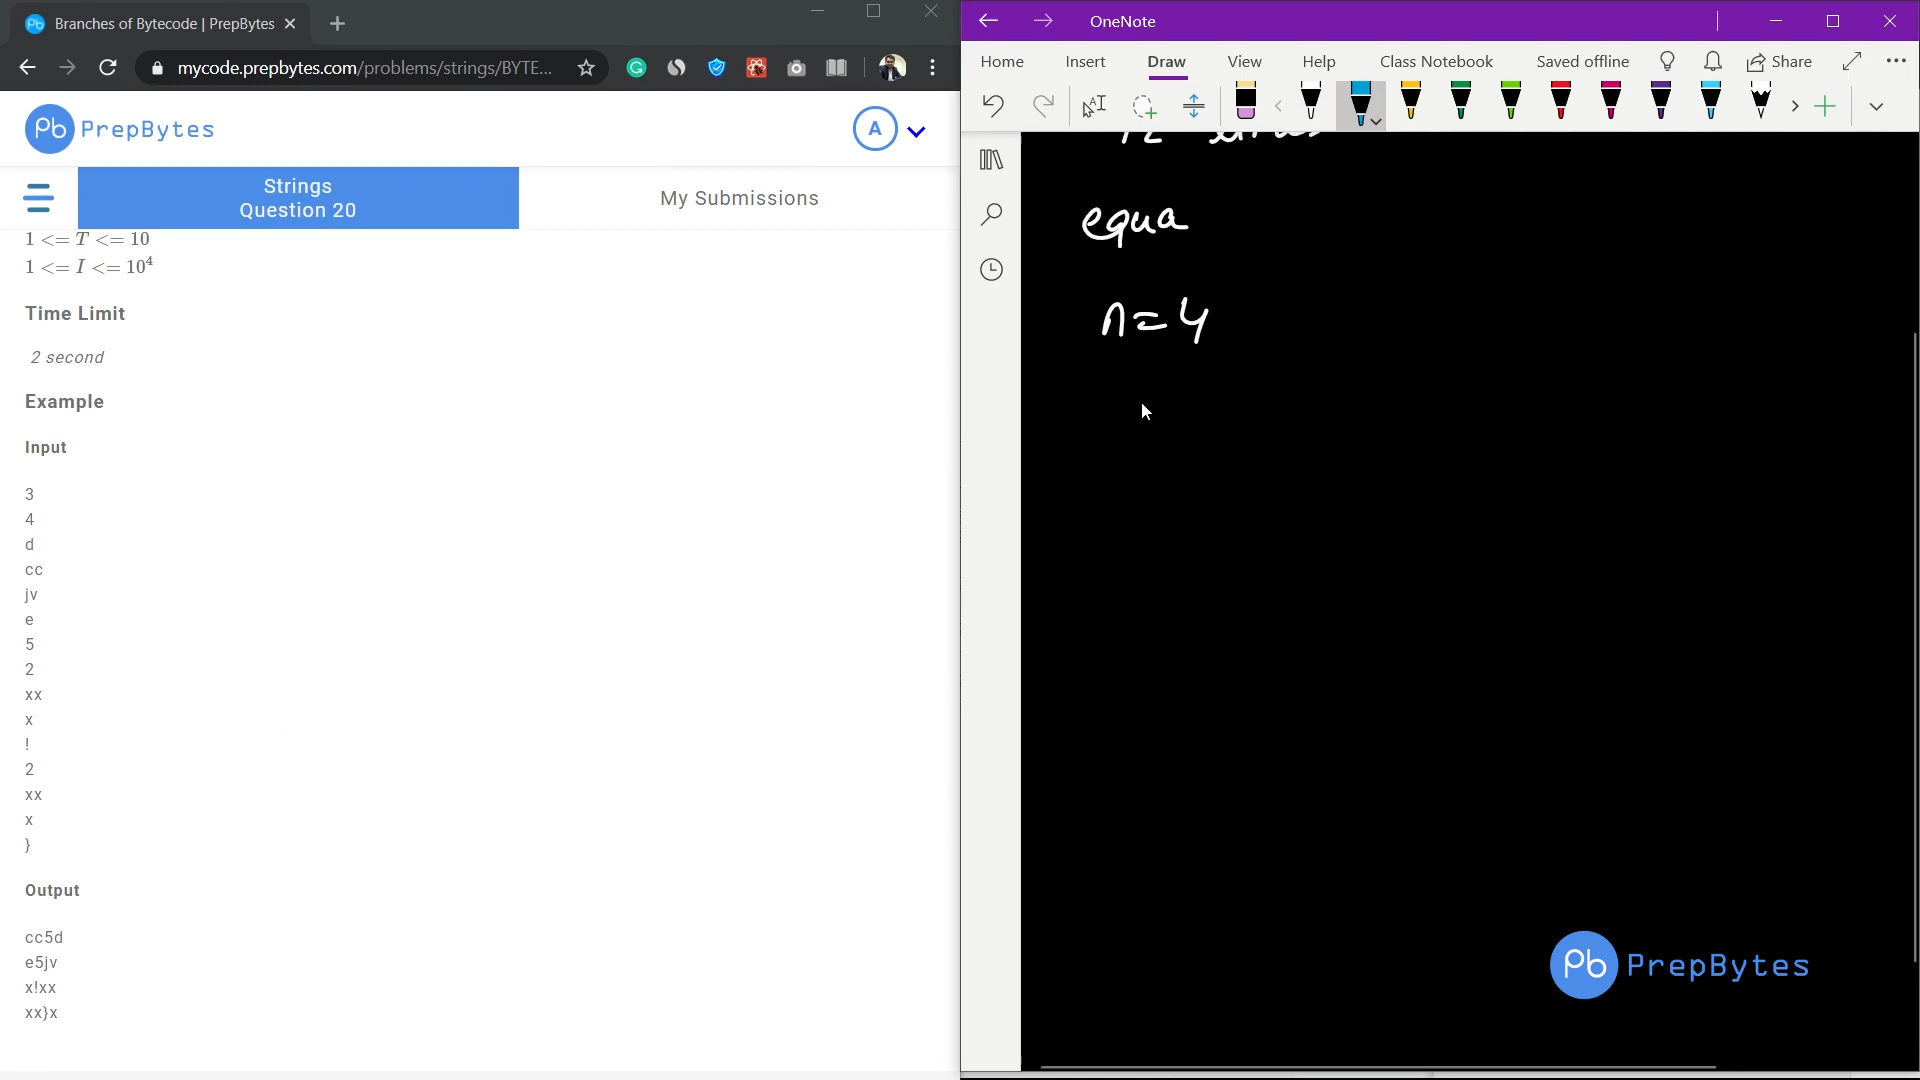 Branches of Bytecode | PrepBytes
mycode.prepbytes.com/problems/strings/BYTE...
Pb PrepBytes
A
Strings
Question 20
My Submissions
1 <= T <= 10
1 <= I <= 10⁴
Time Limit
2 second
Example
Input
3
4
d
cc
jv
e
5
2
xx
x
!
2
xx
x
}
Output
cc5d
e5jv
x!xx
xx}x
OneNote
Home Insert Draw View Help Class Notebook Saved offline Share
equa
n=4
Pb PrepBytes